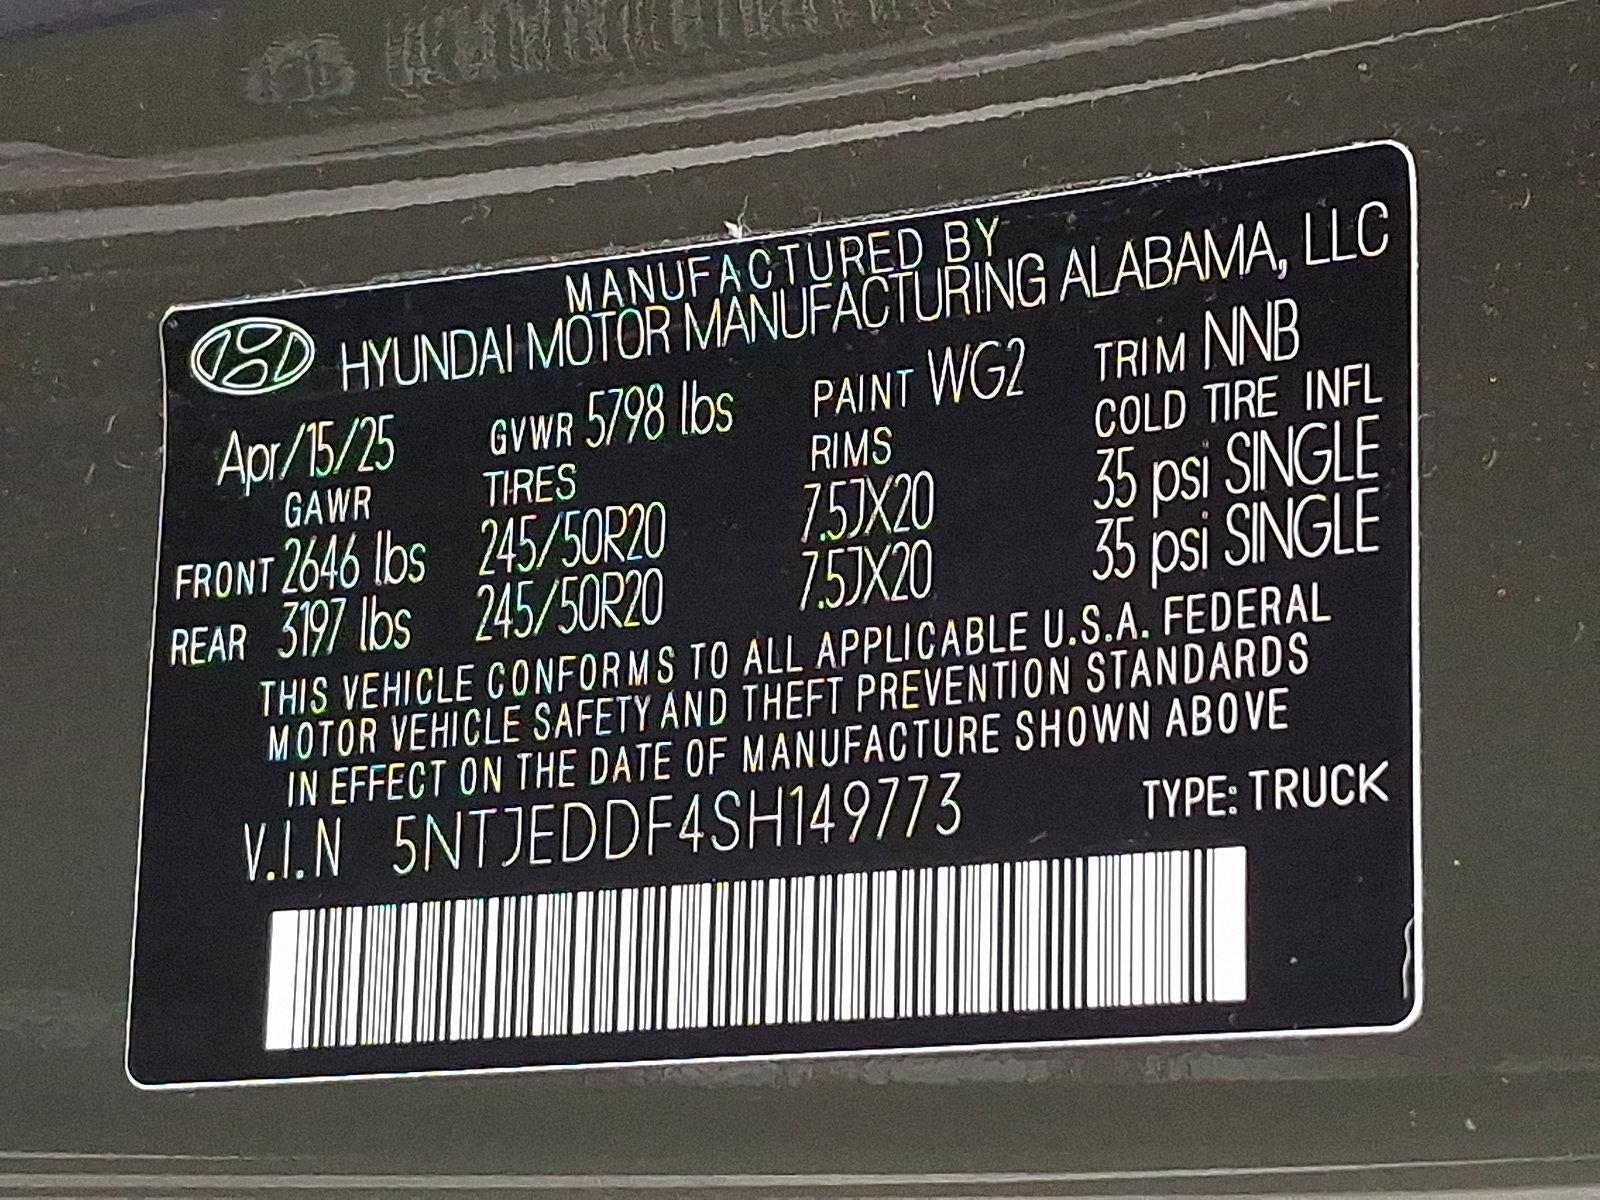 MANUFACTURED BY
HYUNDAI MOTOR MANUFACTURING ALABAMA, LLC
Apr/15/25 GVWR 5798 lbs PAINT WG2 TRIM NNB
GAWR TIRES RIMS COLD TIRE INFL
FRONT 2646 lbs 245/50R20 7.5JX20 35 psi SINGLE
REAR 3197 lbs 245/50R20 7.5JX20 35 psi SINGLE
THIS VEHICLE CONFORMS TO ALL APPLICABLE U.S.A. FEDERAL
MOTOR VEHICLE SAFETY AND THEFT PREVENTION STANDARDS
IN EFFECT ON THE DATE OF MANUFACTURE SHOWN ABOVE
V.I.N 5NTJEDDF4SH149773 TYPE: TRUCK